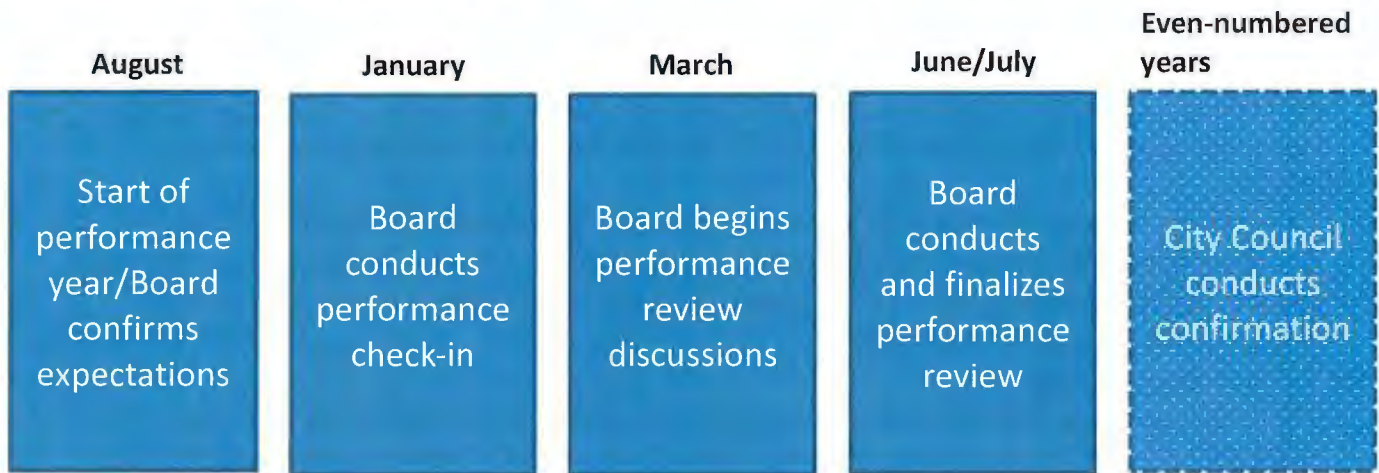 August
Start of
performance
year/Board
confirms
expectations
January
Board
conducts
performance
check-in
March
Board begins
performance
review
discussions
June/July
Board
conducts
and finalizes
performance
review
Even-numbered
years
City Council
conducts
confirmation